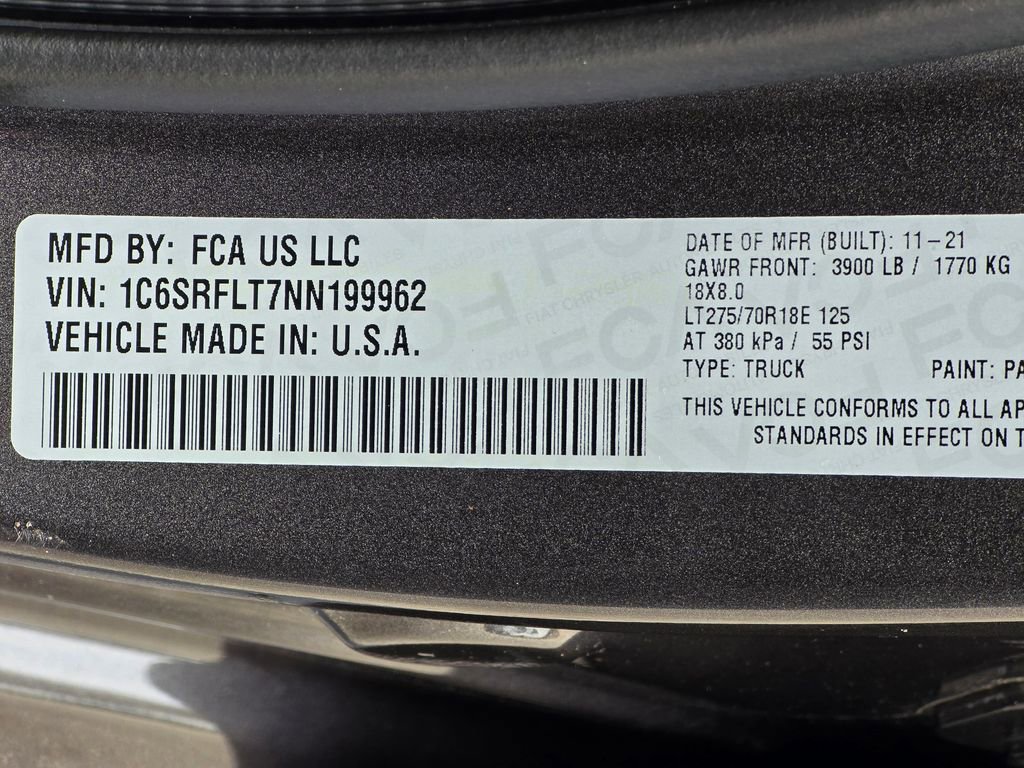 MFD BY: FCA US LLC
VIN: 1C6SRFLT7NN199962
VEHICLE MADE IN: U.S.A.
DATE OF MFR (BUILT): 11-21
GAWR FRONT: 3900 LB / 1770 KG
18X8.0
LT275/70R18E 125
AT 380 kPa / 55 PSI
TYPE: TRUCK PAINT: PA
THIS VEHICLE CONFORMS TO ALL AP
STANDARDS IN EFFECT ON T